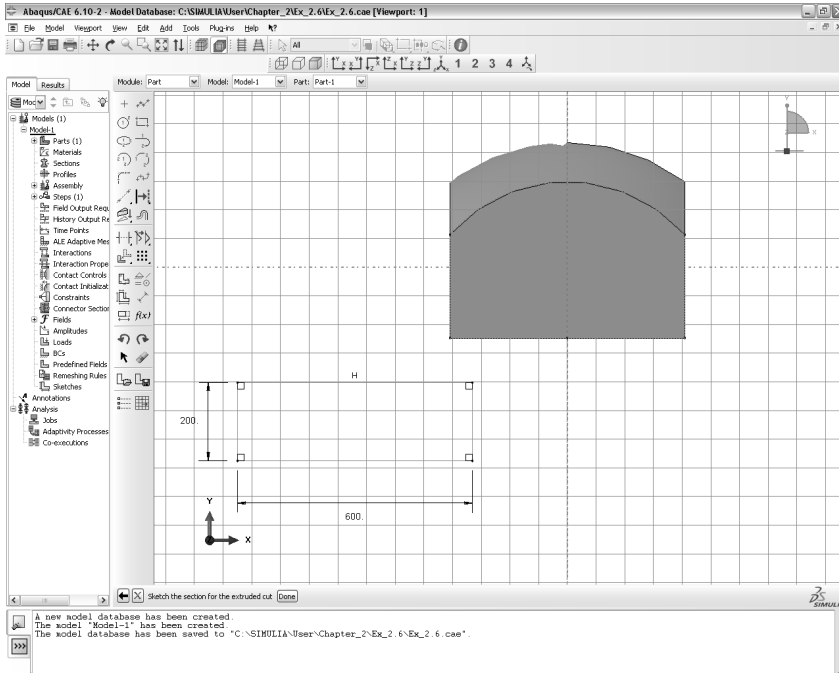 Abaqus/CAE 6.10-2 - Model Database: C:\SIMULIA\User\Chapter_2\Ex_2.6\Ex_2.6.cae [Viewport: 1]
File Model Viewport View Edit Add Tools Plug-ins Help
All
1 2 3 4
Model Results
Module: Part Model: Model-1 Part: Part-1
Models (1)
Model-1
Parts (1)
Materials
Sections
Profiles
Assembly
Steps (1)
Field Output Requ
History Output Re
Time Points
ALE Adaptive Mes
Interactions
Interaction Prope
Contact Controls
Contact Initializat
Constraints
Connector Section
Fields
Amplitudes
Loads
BCs
Predefined Fields
Remeshing Rules
Sketches
Annotations
Analysis
Jobs
Adaptivity Processes
Co-executions
f(x)
Y
X
H
200.
600.
Y
X
Sketch the section for the extruded cut Done
SIMULIA
A new model database has been created.
The model "Model-1" has been created.
The model database has been saved to "C:\SIMULIA\User\Chapter_2\Ex_2.6\Ex_2.6.cae".
>>>